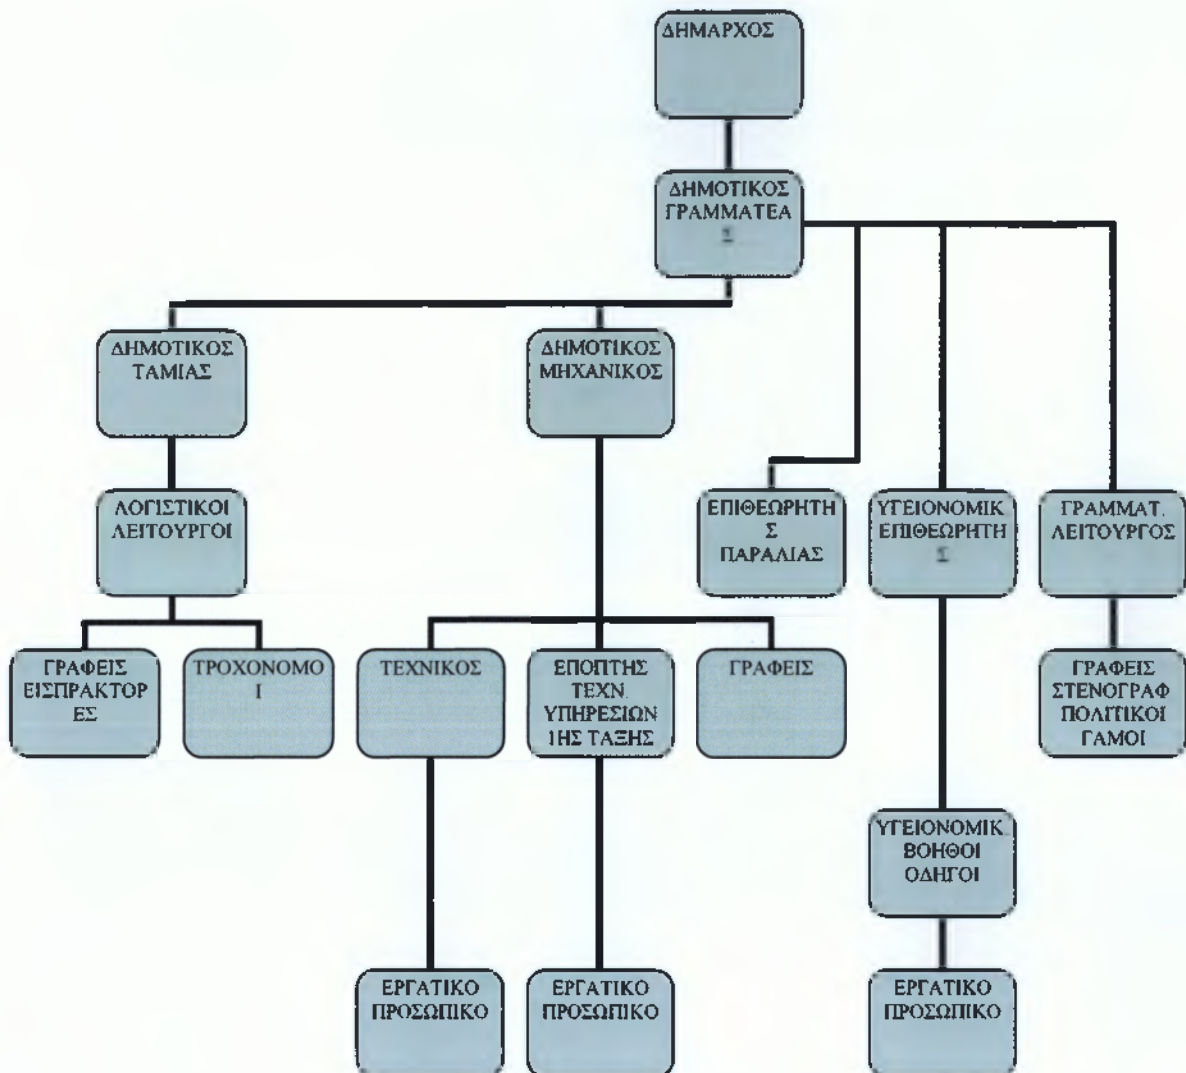 ΔΗΜΑΡΧΟΣ
ΔΗΜΟΤΙΚΟΣ
ΓΡΑΜΜΑΤΕΑ
Σ
ΔΗΜΟΤΙΚΟΣ
ΤΑΜΙΑΣ
ΔΗΜΟΤΙΚΟΣ
ΜΗΧΑΝΙΚΟΣ
ΛΟΓΙΣΤΙΚΟΙ
ΛΕΙΤΟΥΡΓΟΙ
ΕΠΙΘΕΩΡΗΤΗ
Σ
ΠΑΡΑΛΙΑΣ
ΥΓΕΙΟΝΟΜΙΚ
ΕΠΙΘΕΩΡΗΤΗ
Σ
ΓΡΑΜΜΑΤ.
ΛΕΙΤΟΥΡΓΟΣ
ΓΡΑΦΕΙΣ
ΕΙΣΠΡΑΚΤΟΡ
ΕΣ
ΤΡΟΧΟΝΟΜΟ
Ι
ΤΕΧΝΙΚΟΣ
ΕΠΟΠΤΗΣ
ΤΕΧΝ.
ΥΠΗΡΕΣΙΩΝ
1ΗΣ ΤΑΞΗΣ
ΓΡΑΦΕΙΣ
ΓΡΑΦΕΙΣ
ΣΤΕΝΟΓΡΑΦ
ΠΟΛΙΤΙΚΟΙ
ΓΑΜΟΙ
ΥΓΕΙΟΝΟΜΙΚ
ΒΟΗΘΟΙ
ΟΔΗΓΟΙ
ΕΡΓΑΤΙΚΟ
ΠΡΟΣΩΠΙΚΟ
ΕΡΓΑΤΙΚΟ
ΠΡΟΣΩΠΙΚΟ
ΕΡΓΑΤΙΚΟ
ΠΡΟΣΩΠΙΚΟ